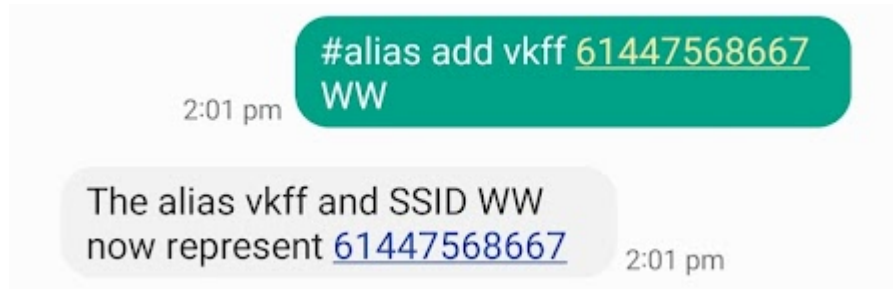 #alias add vkff 61447568667
WW
2:01 pm
The alias vkff and SSID WW
now represent 61447568667
2:01 pm